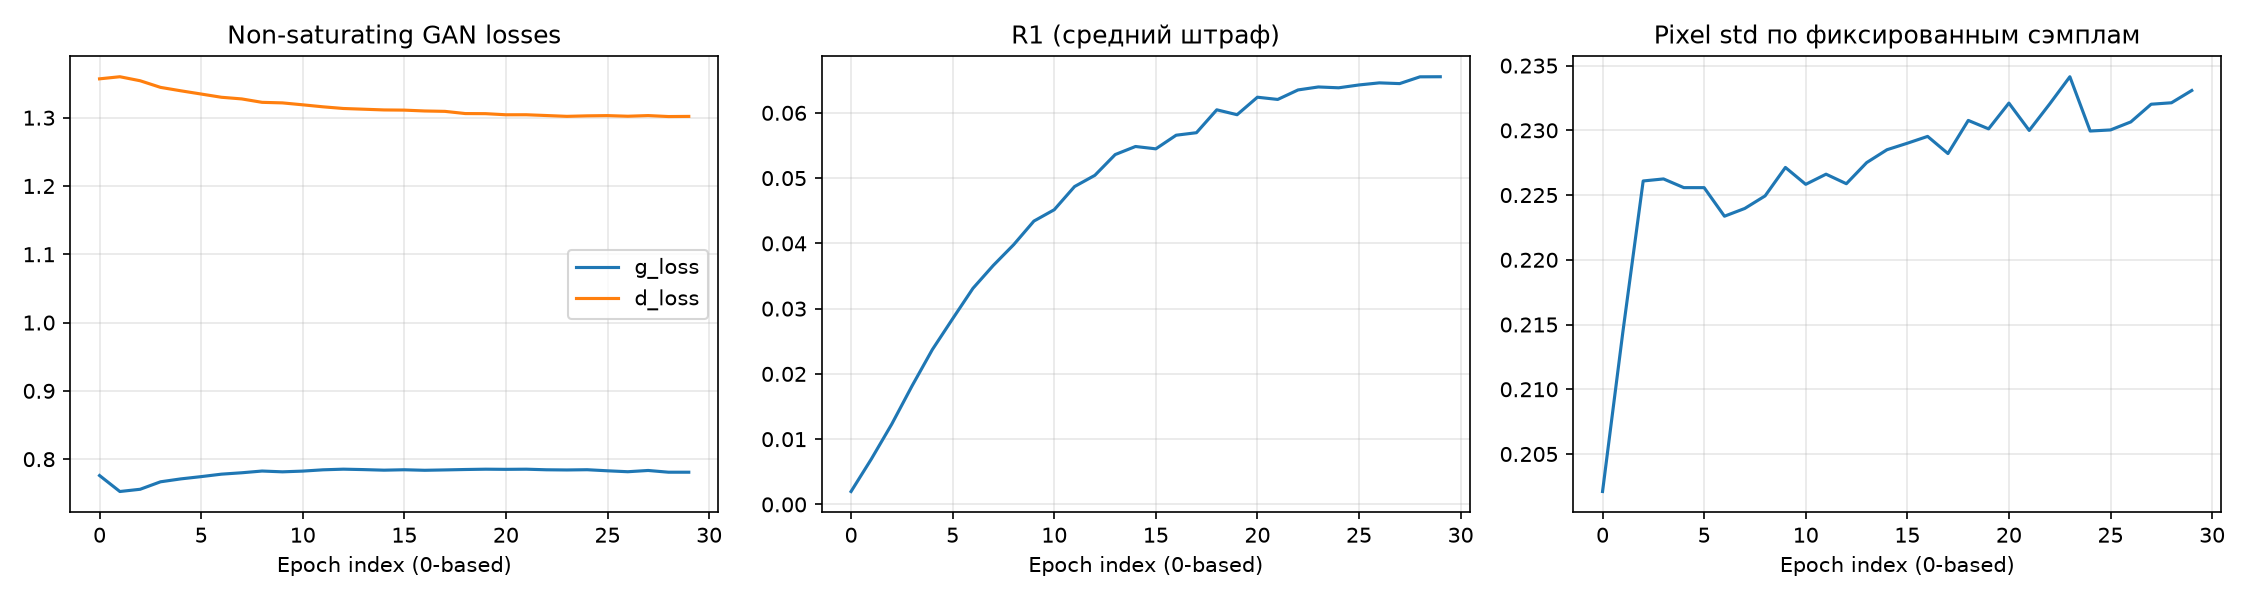 Non-saturating GAN losses
1.3
1.2
1.1
1.0
0.9
0.8
g_loss
d_loss
0 5 10 15 20 25 30
Epoch index (0-based)
R1 (средний штраф)
0.06
0.05
0.04
0.03
0.02
0.01
0.00
0 5 10 15 20 25 30
Epoch index (0-based)
Pixel std по фиксированным сэмплам
0.235
0.230
0.225
0.220
0.215
0.210
0.205
0 5 10 15 20 25 30
Epoch index (0-based)